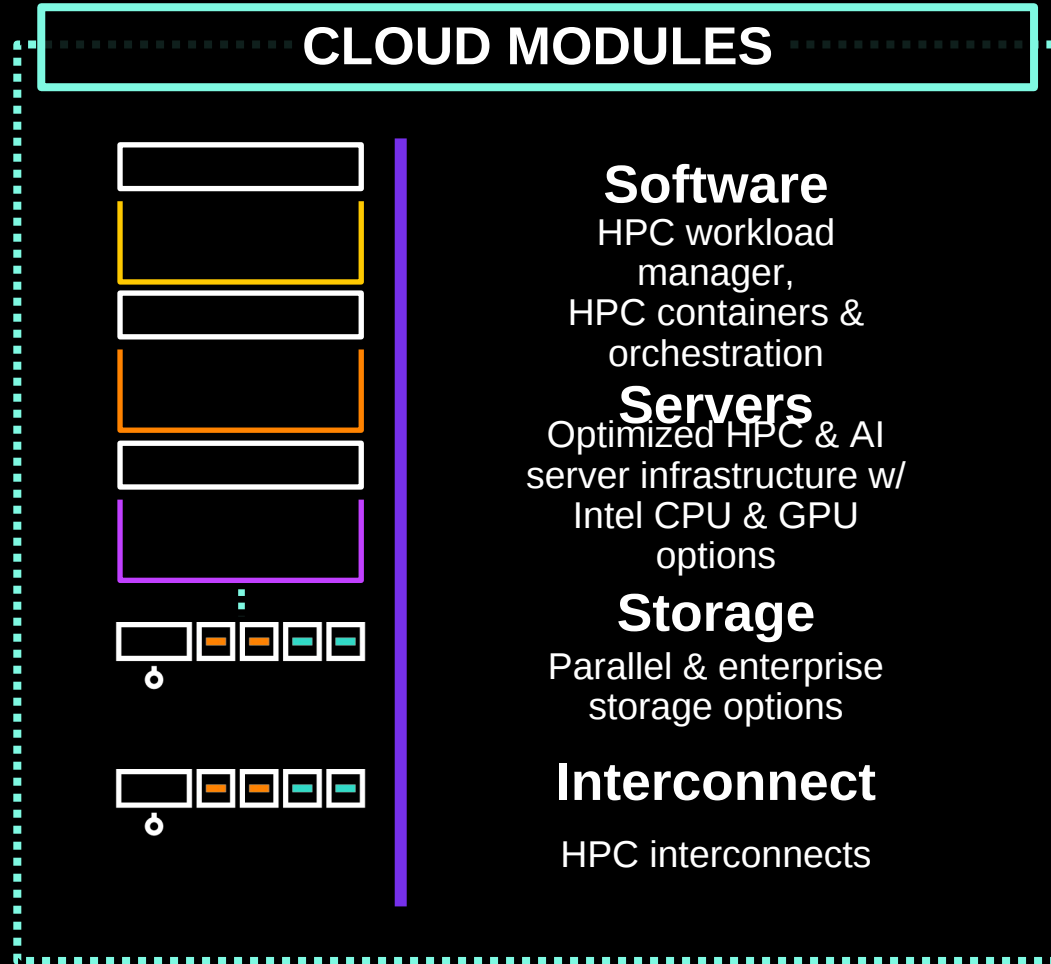 CLOUD MODULES
Software
HPC workload
manager,
HPC containers &
orchestration
Servers
Optimized HPC & AI
server infrastructure w/
Intel CPU & GPU
options
Storage
Parallel & enterprise
storage options
Interconnect
HPC interconnects